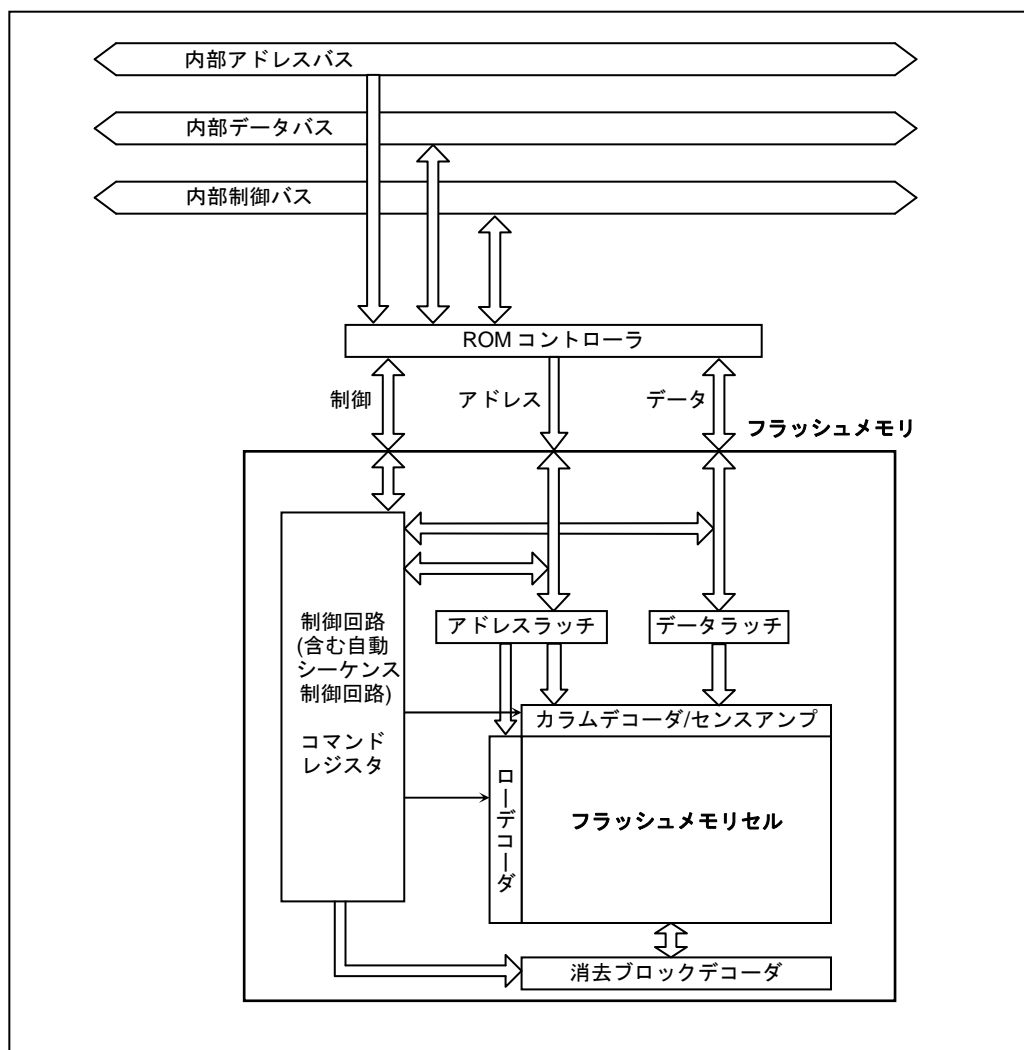 内部アドレスバス
内部データバス
内部制御バス
ROM コントローラ
制御
アドレス
データ
フラッシュメモリ
制御回路
(含む自動
シーケンス
制御回路)
コマンド
レジスタ
アドレスラッチ
データラッチ
カラムデコーダ/センスアンプ
ローデコーダ
フラッシュメモリセル
消去ブロックデコーダ